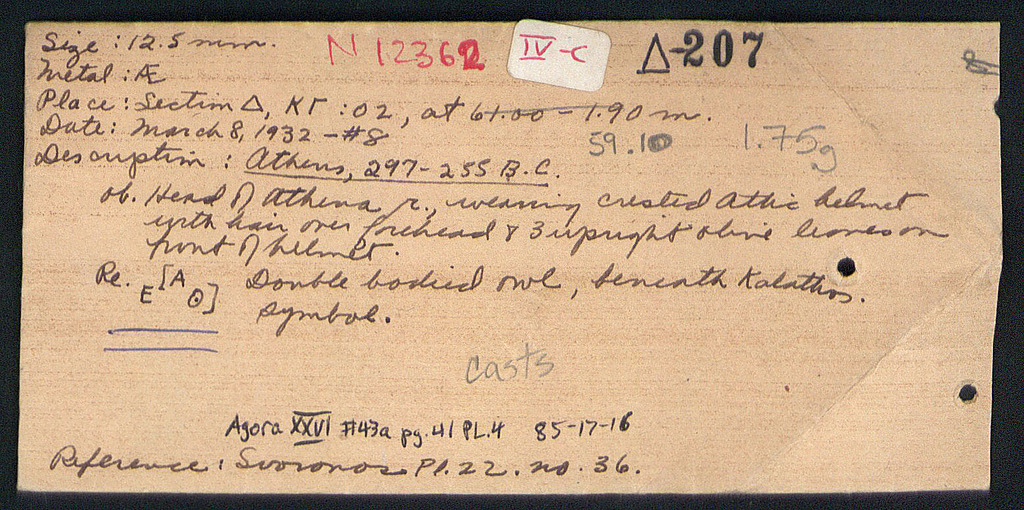 Size : 12.5 mm. N 12362 IV-C Δ-207
Metal : Æ
Place : Section Δ, ΚΓ : 02, at 61.00 - 1.90 m.
Date : March 8, 1932 - #8 59.10 1.75g
Description : Athens, 297-255 B.C.
ob. Head of Athena r., wearing crested Attic helmet
with hair over forehead & 3 upright olive leaves on
front of helmet.
Re. E [A Θ] Double bodied owl, beneath Kalathos.
symbol.
casts
Agora XXVI #43a pg. 41 PL.4 85-17-16
Reference : Svoronos Pl. 22. no. 36.